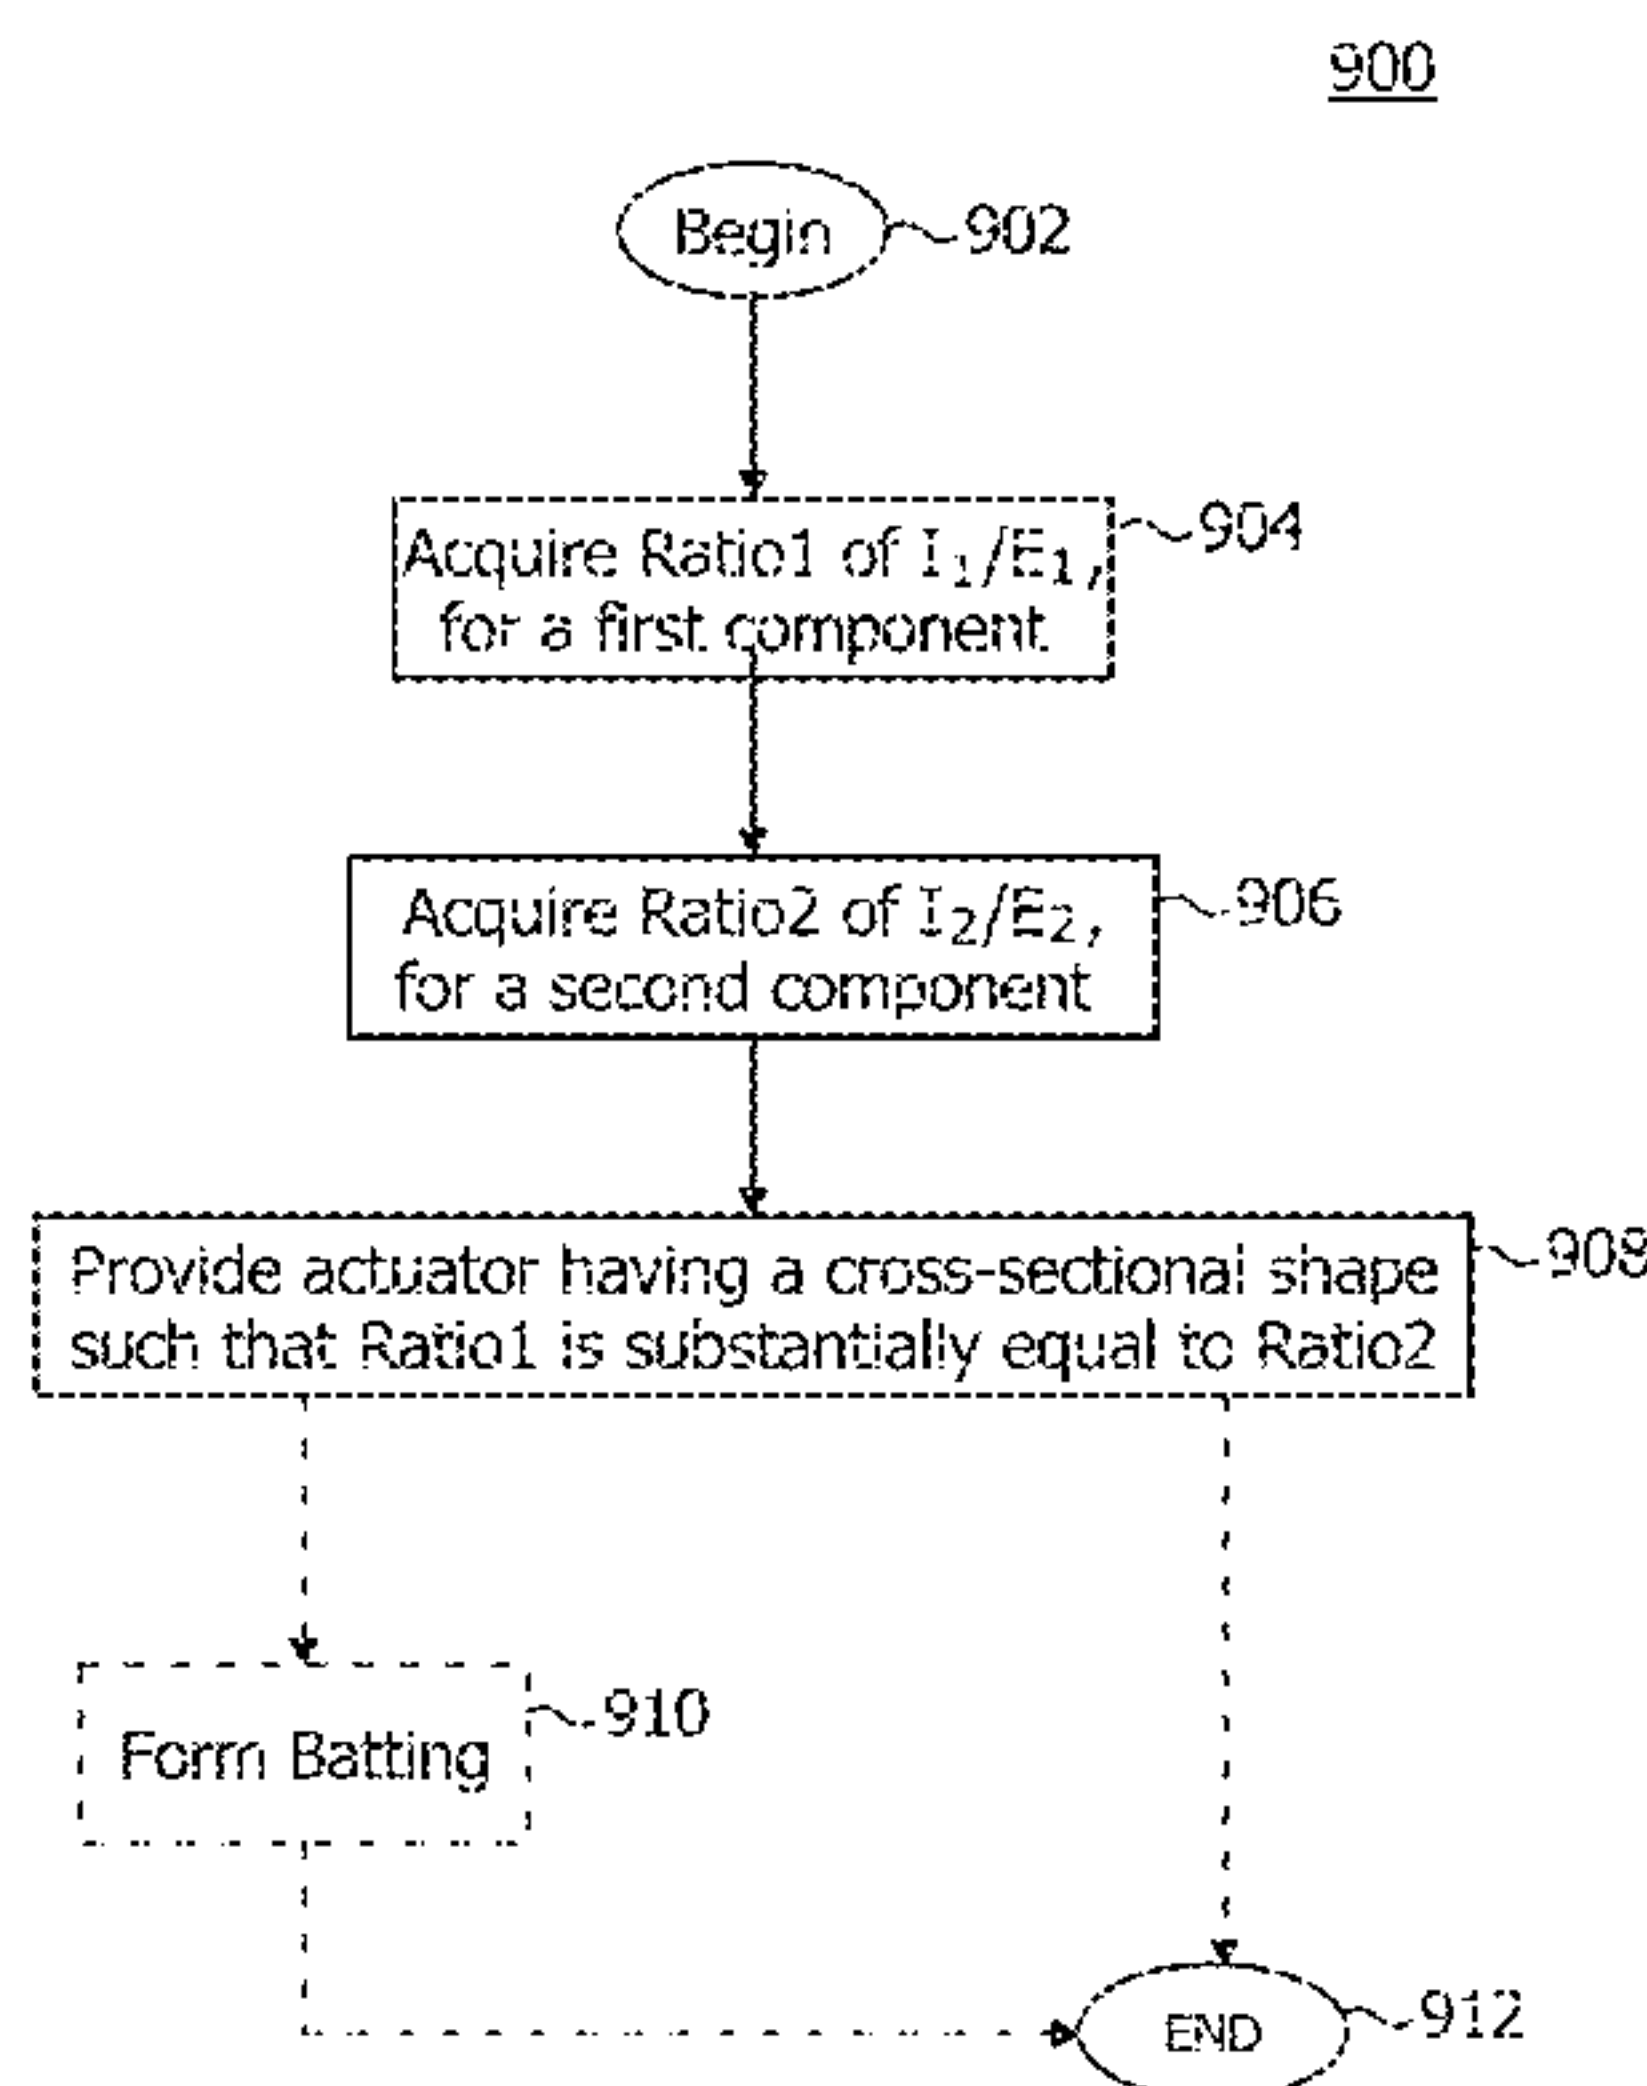 900
Begin
902
Acquire Ratio1 of I₁/E₁,
for a first component
904
Acquire Ratio2 of I₂/E₂,
for a second component
906
Provide actuator having a cross-sectional shape
such that Ratio1 is substantially equal to Ratio2
908
Form Batting
910
END
912